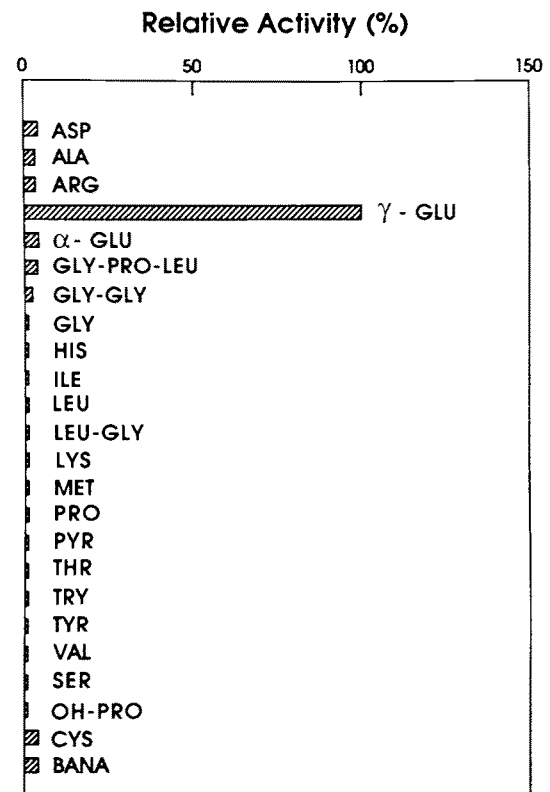 Relative Activity (%)
0 50 100 150
ASP
ALA
ARG
γ - GLU
α - GLU
GLY-PRO-LEU
GLY-GLY
GLY
HIS
ILE
LEU
LEU-GLY
LYS
MET
PRO
PYR
THR
TRY
TYR
VAL
SER
OH-PRO
CYS
BANA